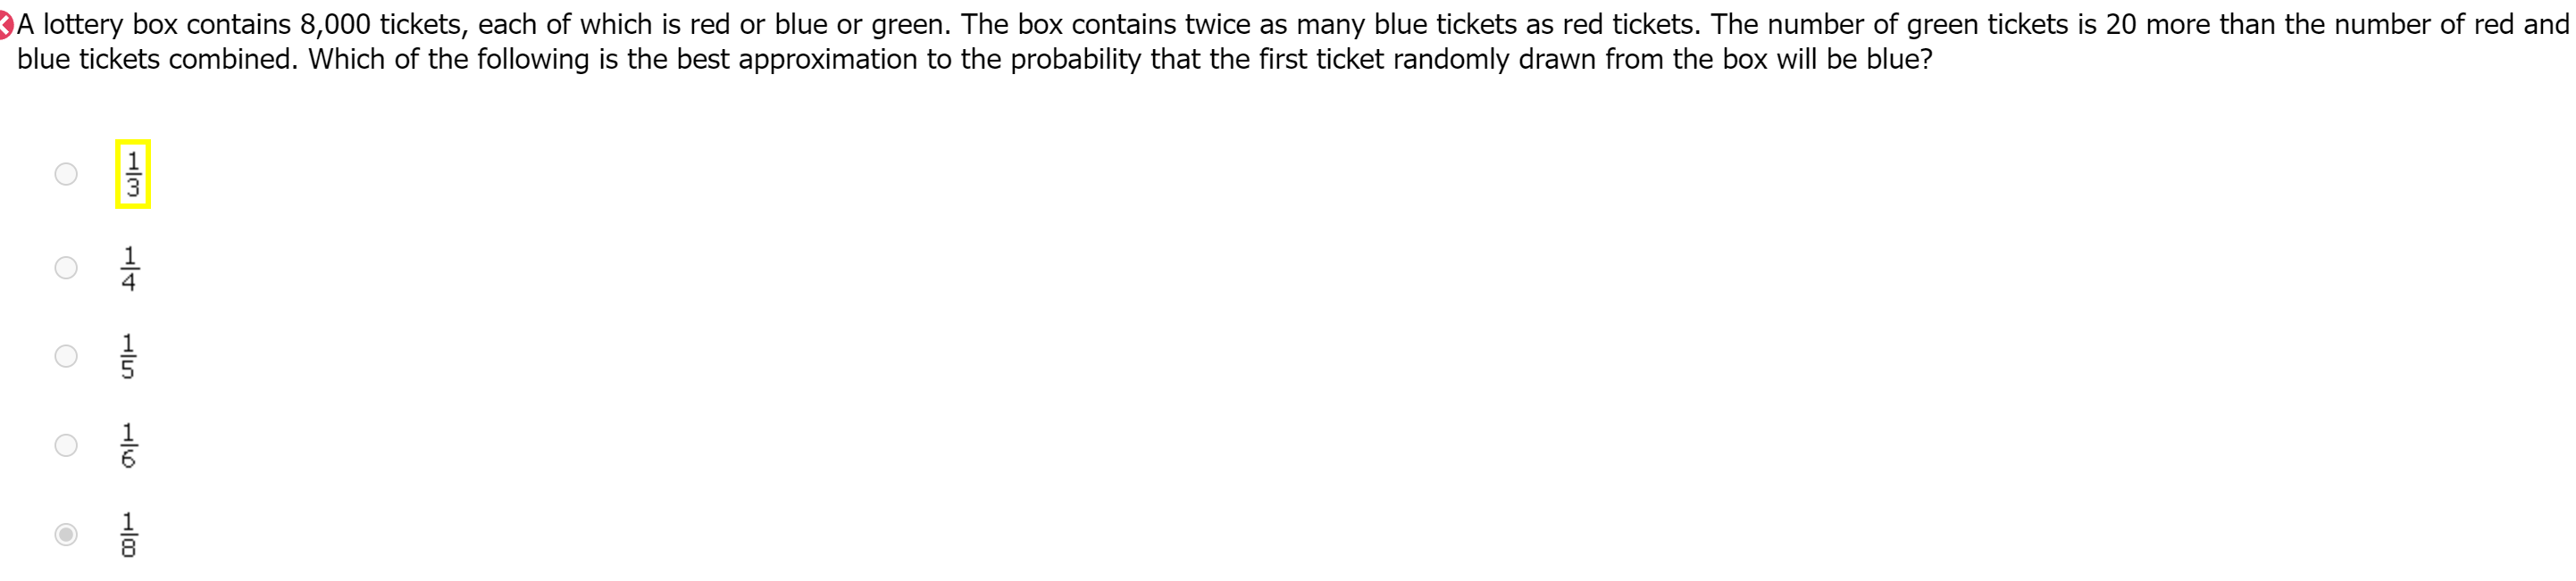 A lottery box contains 8,000 tickets, each of which is red or blue or green. The box contains twice as many blue tickets as red tickets. The number of green tickets is 20 more than the number of red and
blue tickets combined. Which of the following is the best approximation to the probability that the first ticket randomly drawn from the box will be blue?
1/3
1/4
1/5
1/6
1/8